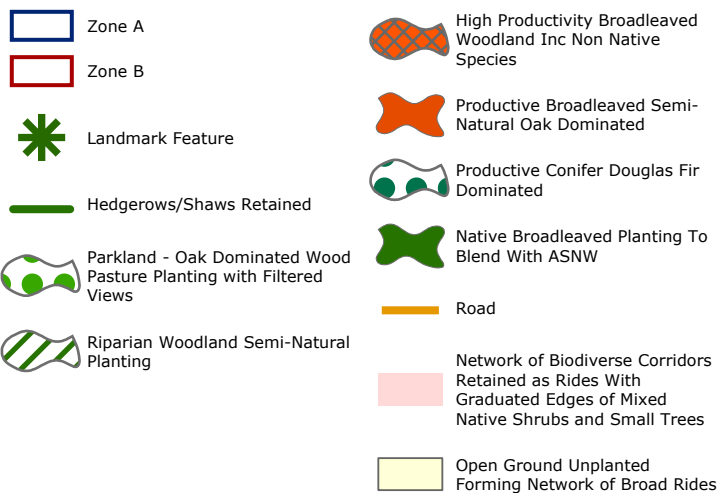 Zone A
Zone B
Landmark Feature
Hedgerows/Shaws Retained
Parkland - Oak Dominated Wood
Pasture Planting with Filtered
Views
Riparian Woodland Semi-Natural
Planting
High Productivity Broadleaved
Woodland Inc Non Native
Species
Productive Broadleaved Semi-
Natural Oak Dominated
Productive Conifer Douglas Fir
Dominated
Native Broadleaved Planting To
Blend With ASNW
Road
Network of Biodiverse Corridors
Retained as Rides With
Graduated Edges of Mixed
Native Shrubs and Small Trees
Open Ground Unplanted
Forming Network of Broad Rides